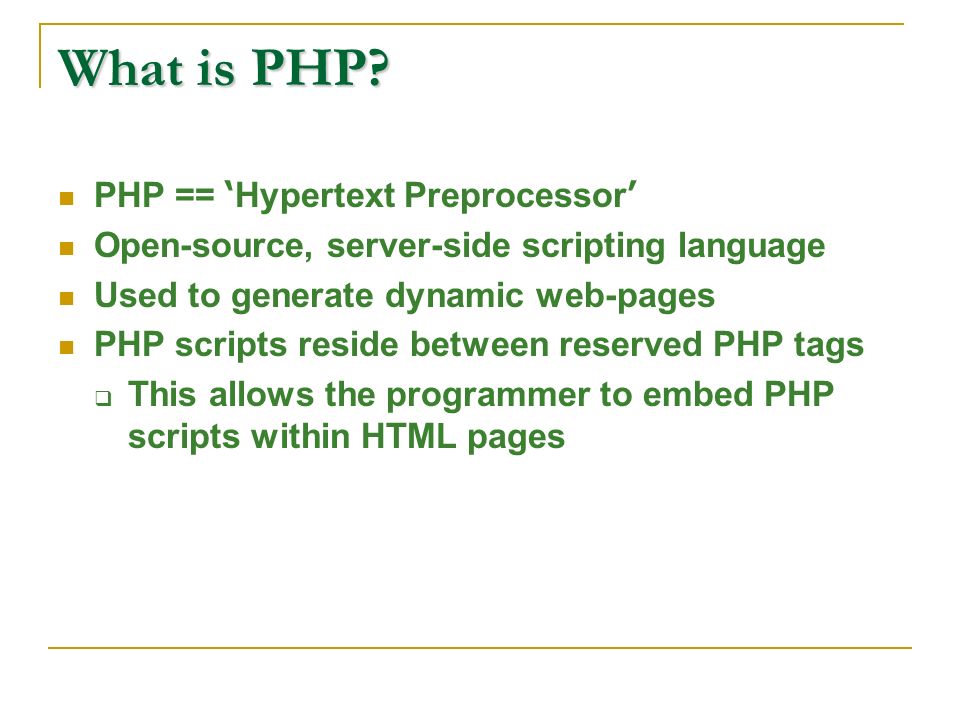 What is PHP?
PHP == ‘Hypertext Preprocessor’
Open-source, server-side scripting language
Used to generate dynamic web-pages
PHP scripts reside between reserved PHP tags
This allows the programmer to embed PHP
scripts within HTML pages